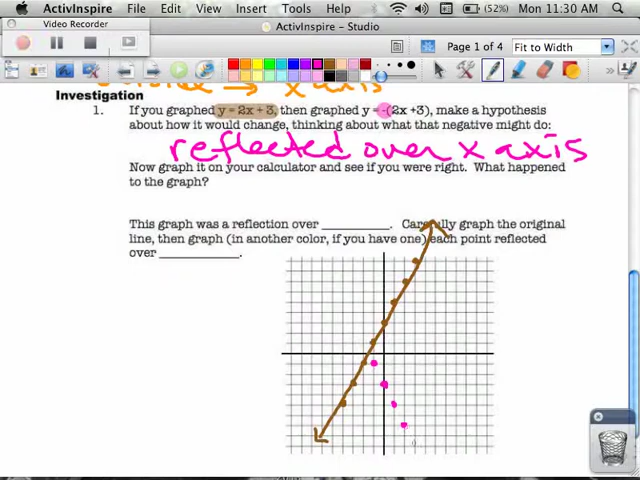 ActivInspire File Edit View Insert Tools Help (52%) Mon 11:30 AM
ActivInspire - Studio
Video Recorder
Page 1 of 4 Fit to Width
x axis
Investigation
1. If you graphed y = 2x + 3, then graphed y = -(2x +3), make a hypothesis
about how it would change, thinking about what that negative might do:
reflected over x axis
Now graph it on your calculator and see if you were right. What happened
to the graph?
This graph was a reflection over __________. Carefully graph the original
line, then graph (in another color, if you have one) each point reflected
over ____________.